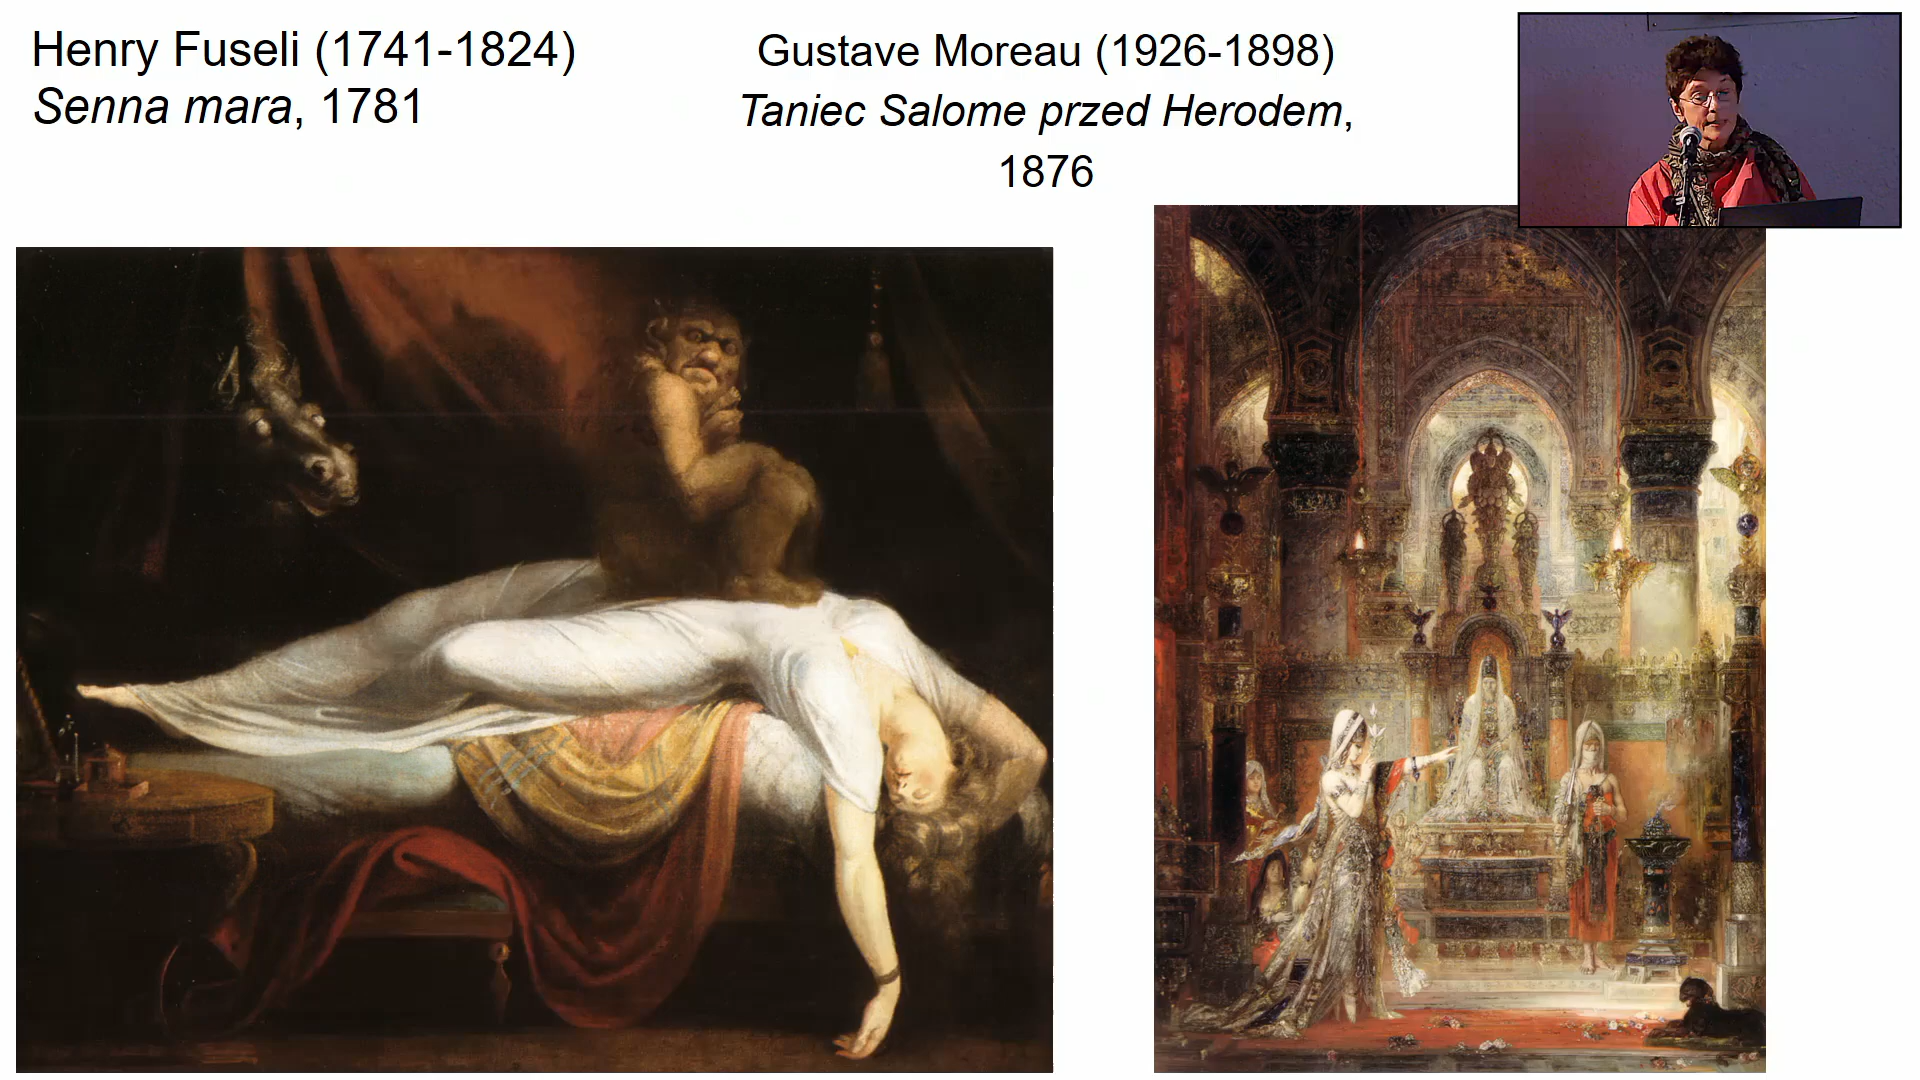 Henry Fuseli (1741-1824)
Senna mara, 1781
Gustave Moreau (1926-1898)
Taniec Salome przed Herodem,
1876